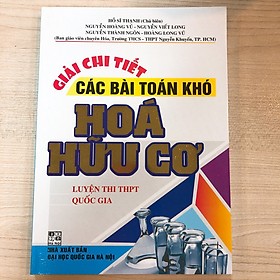 HỒ SĨ THẠNH (Chủ biên)
NGUYỄN HOÀNG VŨ - NGUYỄN VIẾT LONG
NGUYỄN THÀNH NGÔN - HOÀNG LONG VŨ
(Ban giáo viên chuyên Hóa, Trường TMCS - THPT Nguyễn Khuyến, TP. HCM)
GIẢI CHI TIẾT
CÁC BÀI TOÁN KHÓ
HOÁ
HỮU CƠ
LUYỆN THI THPT
QUỐC GIA
NHÀ XUẤT BẢN
ĐẠI HỌC QUỐC GIA HÀ NỘI